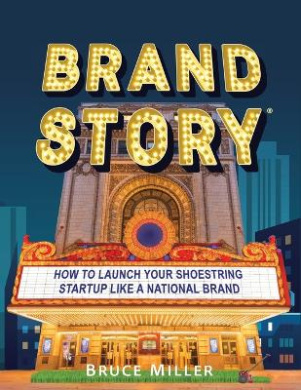 BRAND
STORY®
HOW TO LAUNCH YOUR SHOESTRING
STARTUP LIKE A NATIONAL BRAND
BRUCE MILLER